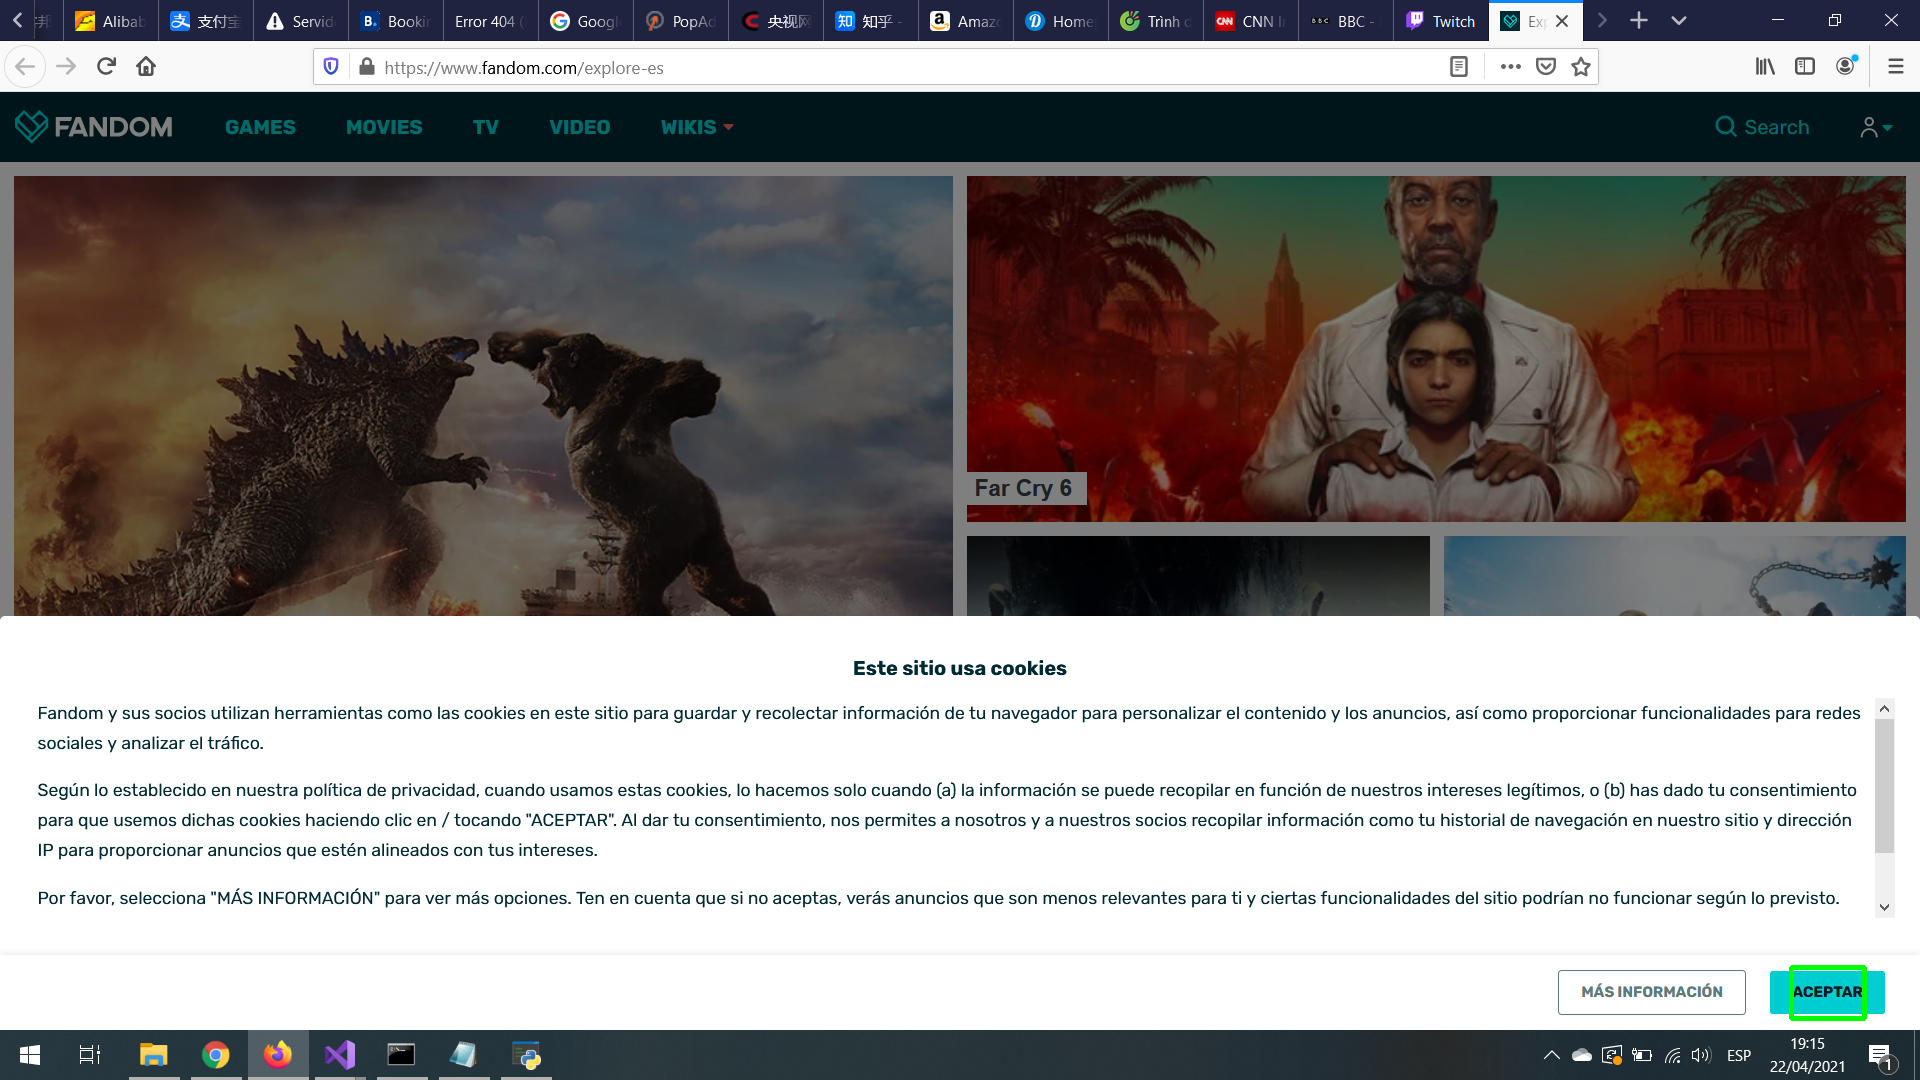 Alibab
支付宝
Servid
Bookin
Error 404 (
Googl
PopAd
央视网
知乎 -
Amazo
Home
Trình c
CNN In
BBC -
Twitch
Exp
https://www.fandom.com/explore-es
FANDOM
GAMES
MOVIES
TV
VIDEO
WIKIS
Search
Far Cry 6
Este sitio usa cookies
Fandom y sus socios utilizan herramientas como las cookies en este sitio para guardar y recolectar información de tu navegador para personalizar el contenido y los anuncios, así como proporcionar funcionalidades para redes
sociales y analizar el tráfico.
Según lo establecido en nuestra política de privacidad, cuando usamos estas cookies, lo hacemos solo cuando (a) la información se puede recopilar en función de nuestros intereses legítimos, o (b) has dado tu consentimiento
para que usemos dichas cookies haciendo clic en / tocando "ACEPTAR". Al dar tu consentimiento, nos permites a nosotros y a nuestros socios recopilar información como tu historial de navegación en nuestro sitio y dirección
IP para proporcionar anuncios que estén alineados con tus intereses.
Por favor, selecciona "MÁS INFORMACIÓN" para ver más opciones. Ten en cuenta que si no aceptas, verás anuncios que son menos relevantes para ti y ciertas funcionalidades del sitio podrían no funcionar según lo previsto.
MÁS INFORMACIÓN
ACEPTAR
ESP
19:15
22/04/2021
1